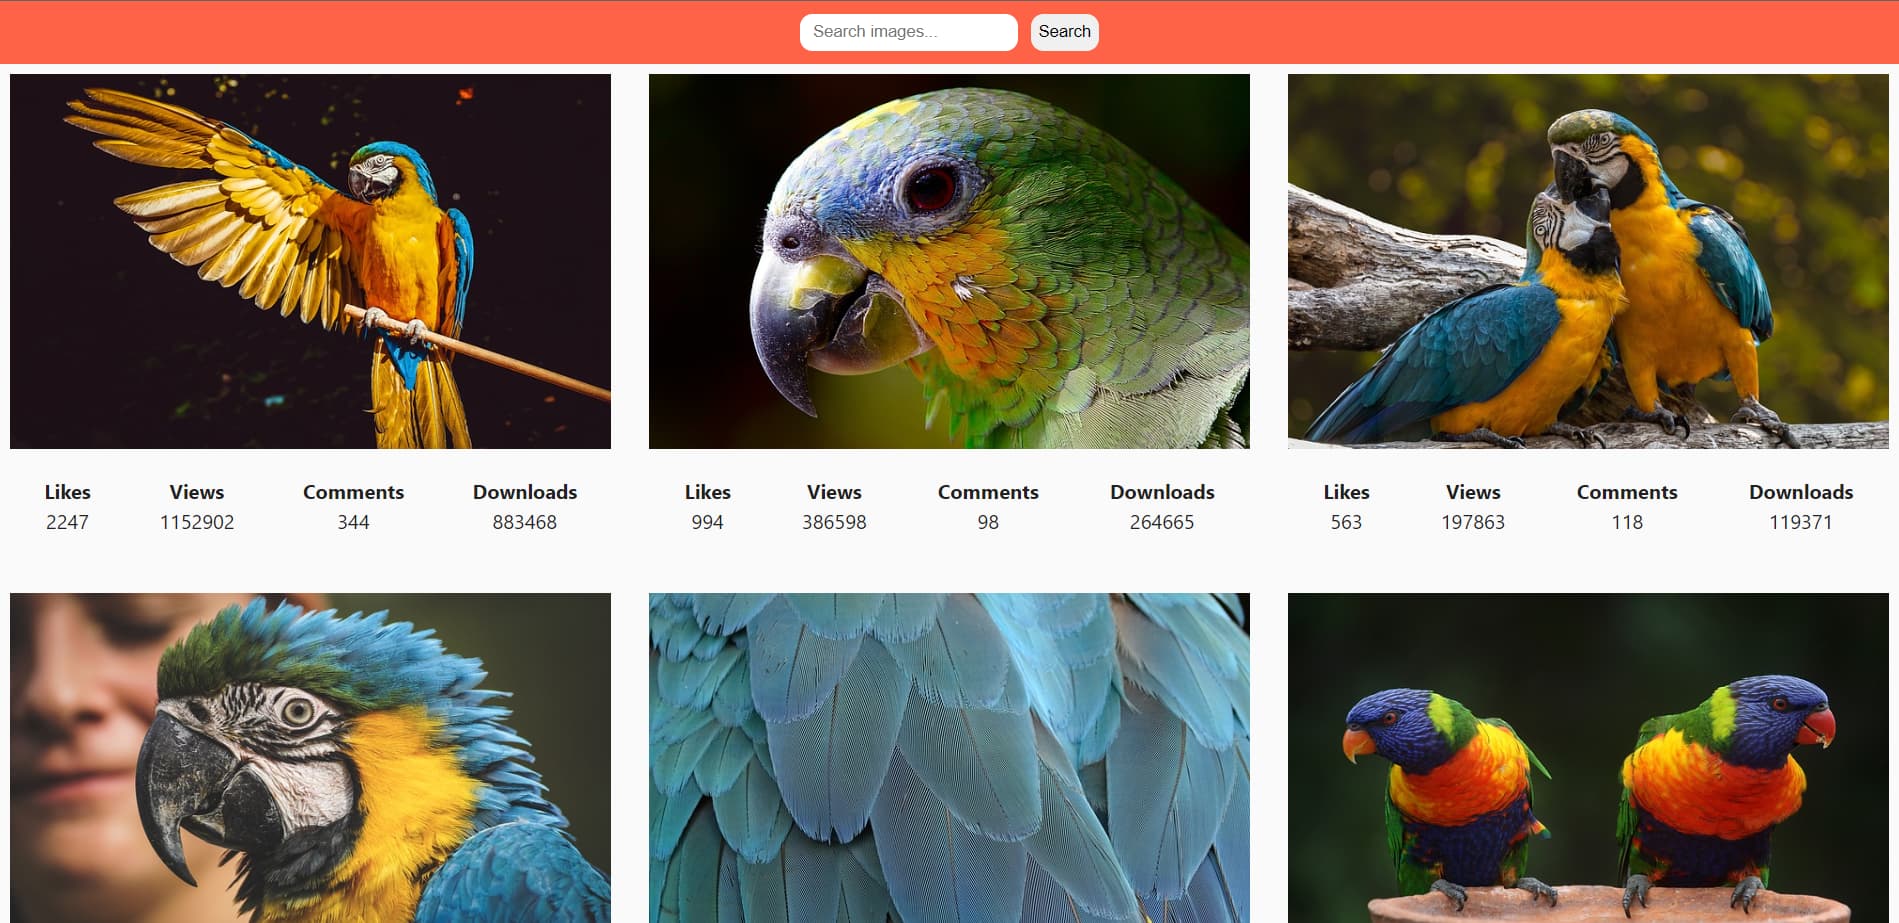 Search images... Search
Likes Views Comments Downloads
2247 1152902 344 883468
Likes Views Comments Downloads
994 386598 98 264665
Likes Views Comments Downloads
563 197863 118 119371